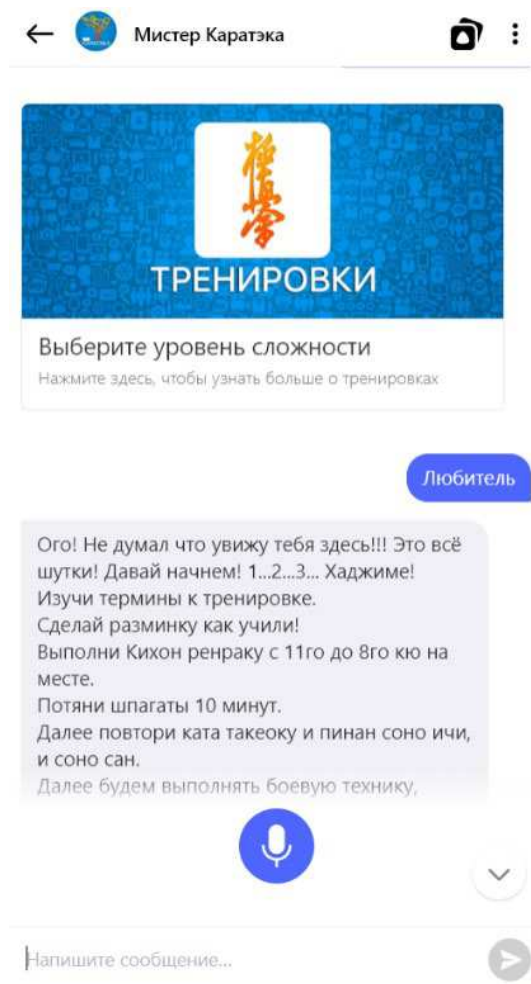 Мистер Каратэка
極真会
ТРЕНИРОВКИ
Выберите уровень сложности
Нажмите здесь, чтобы узнать больше о тренировках
Любитель
Ого! Не думал что увижу тебя здесь!!! Это всё
шутки! Давай начнем! 1...2...3... Хаджиме!
Изучи термины к тренировке.
Сделай разминку как учили!
Выполни Кихон ренраку с 11го до 8го кю на
месте.
Потяни шпагаты 10 минут.
Далее повтори ката такеоку и пинан соно ичи,
и соно сан.
Далее будем выполнять боевую технику,
Напишите сообщение...